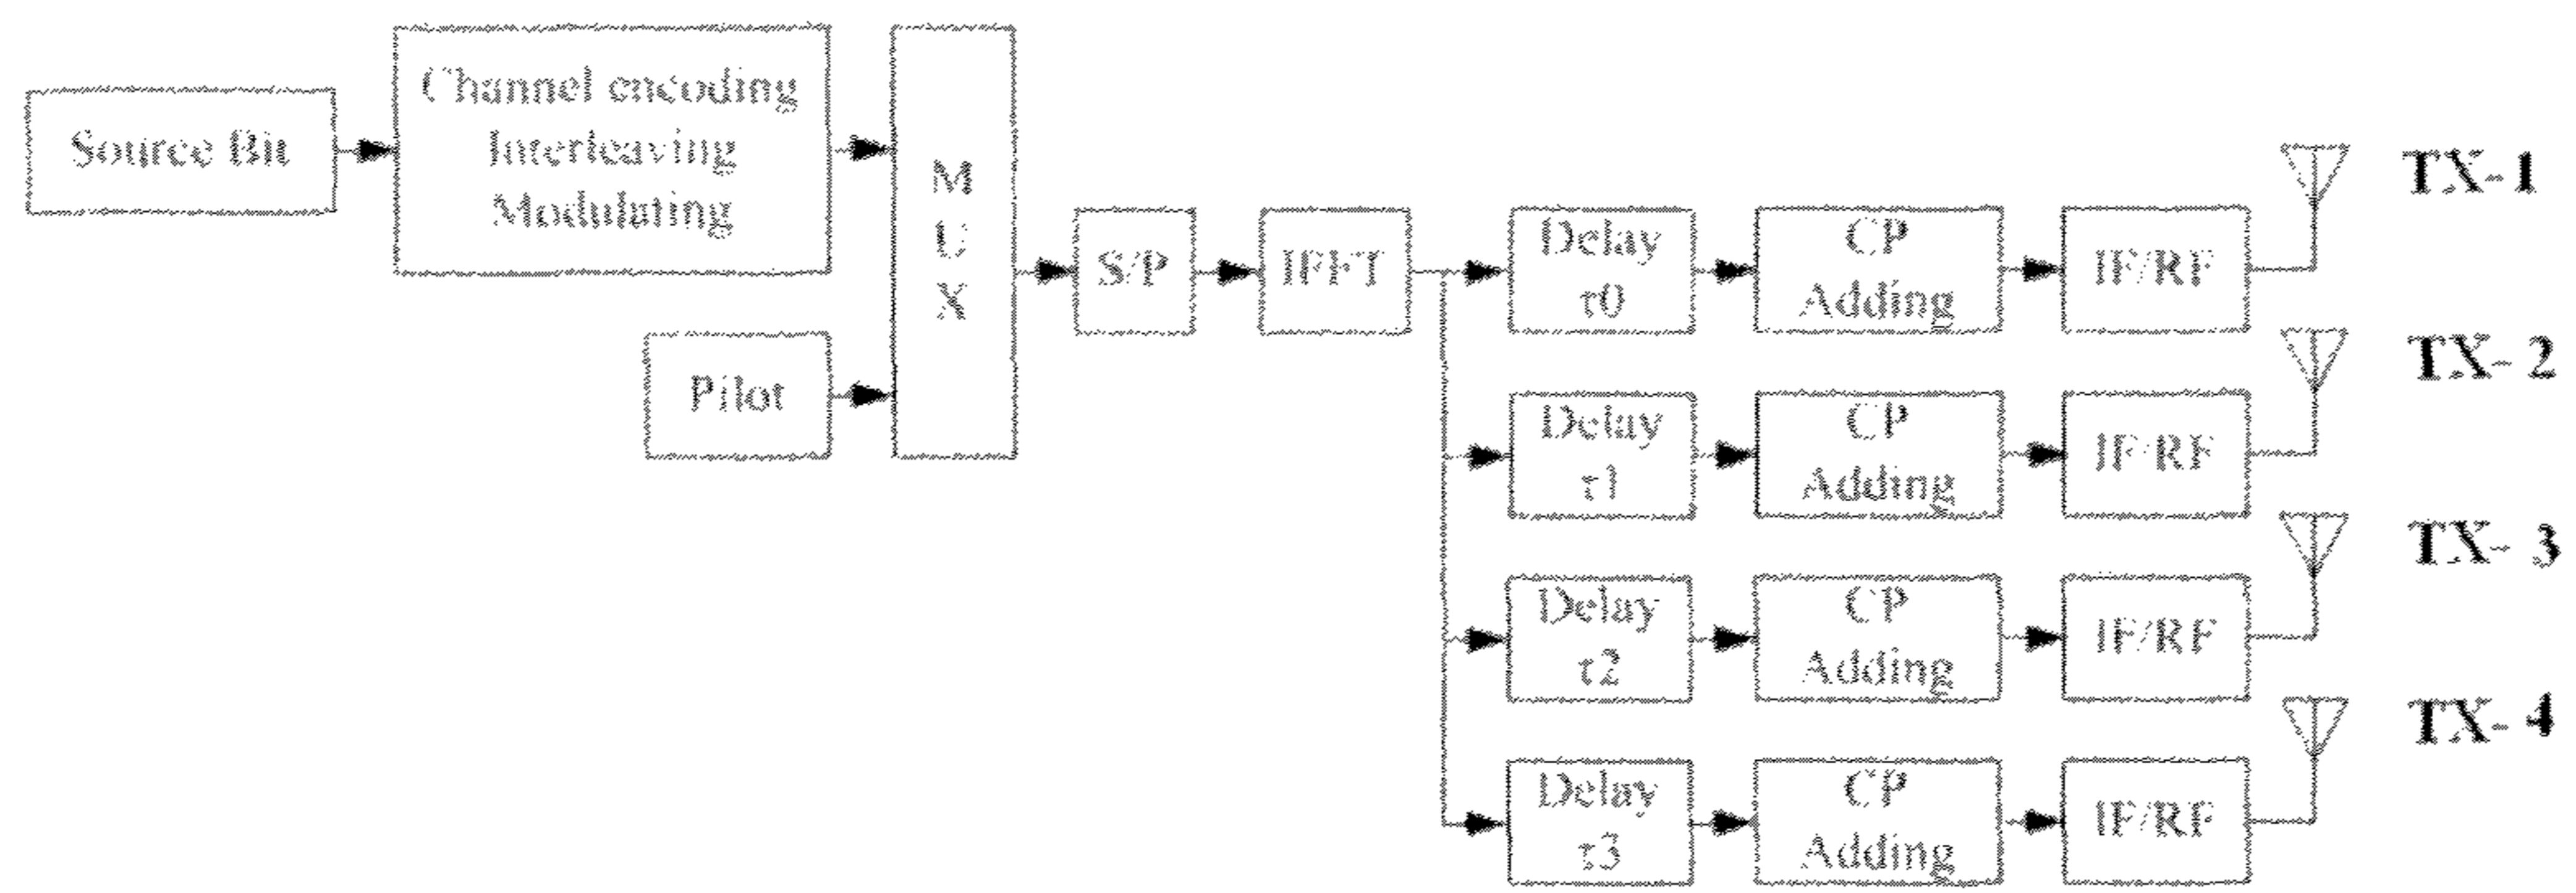 Source Bit
Channel encoding
Interleaving
Modulating
Pilot
M
U
X
S/P
IFFT
Delay
τ0
CP
Adding
IF/RF
TX-1
Delay
τ1
CP
Adding
IF/RF
TX- 2
Delay
τ2
CP
Adding
IF/RF
TX- 3
Delay
τ3
CP
Adding
IF/RF
TX- 4